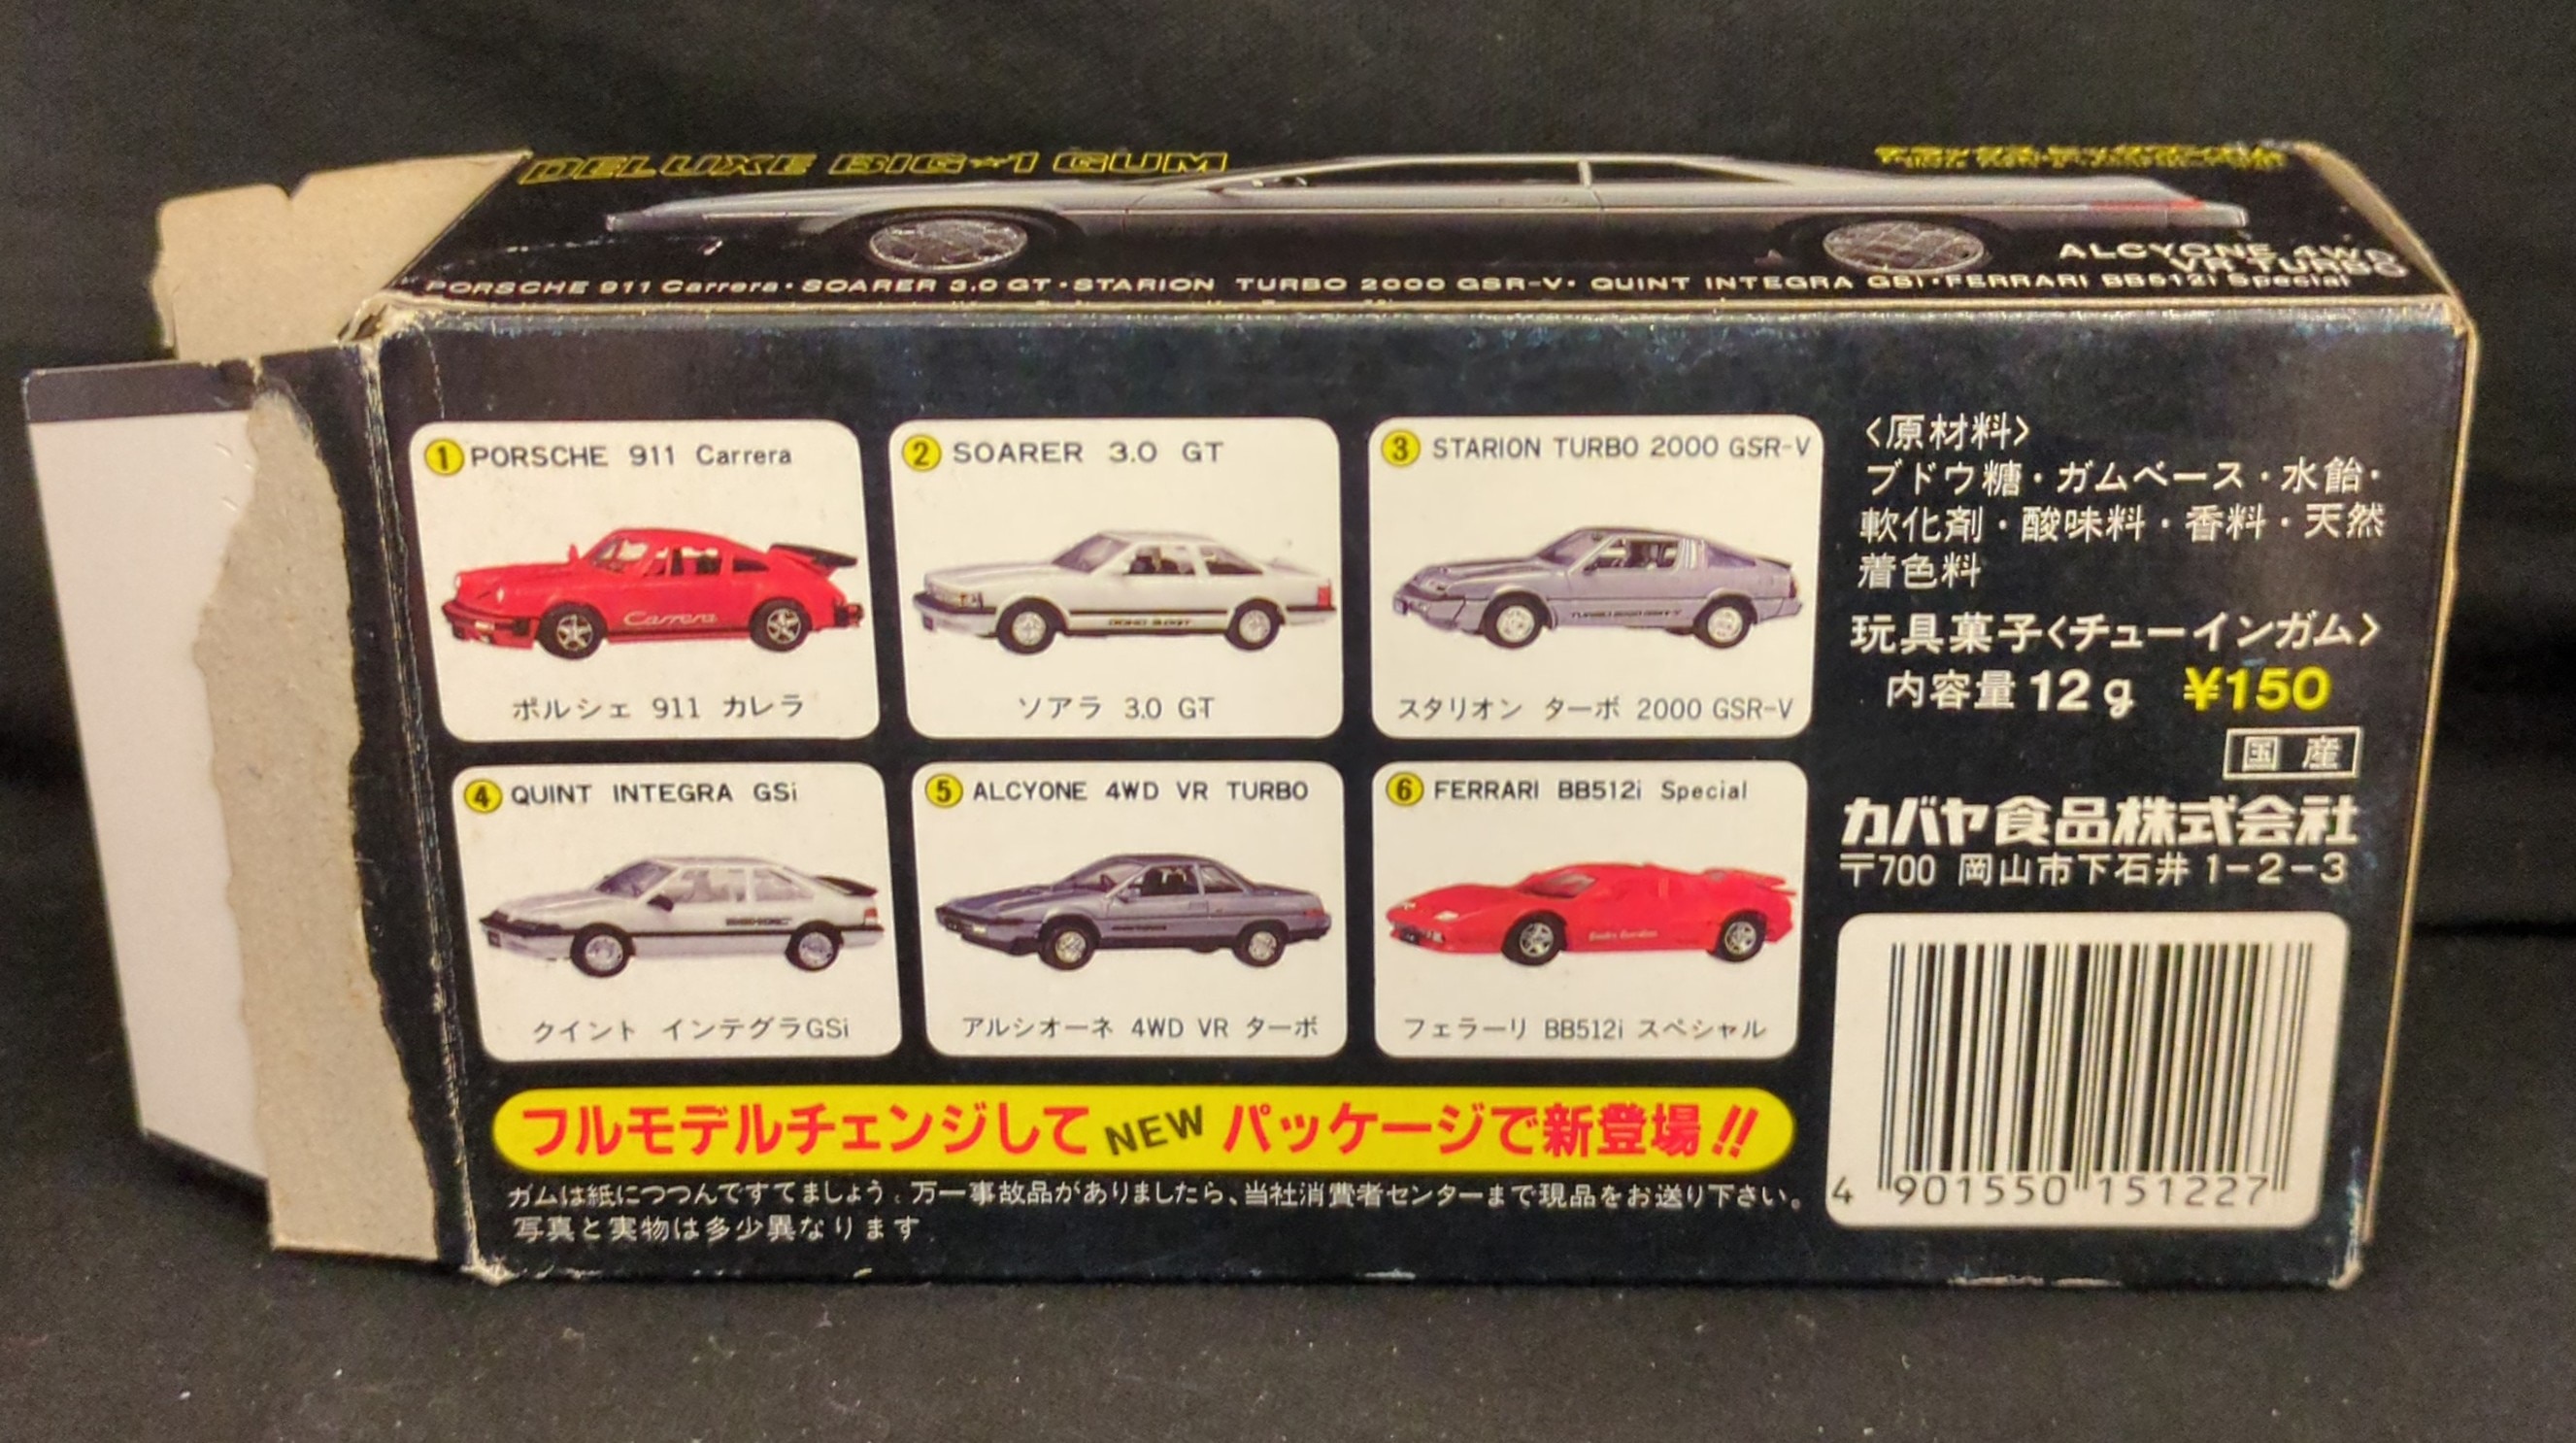 DELUXE BIG★1 GUM
ALCYONE 4WD
VR TURBO
PORSCHE 911 Carrera・SOARER 3.0 GT・STARION TURBO 2000 GSR-V・QUINT INTEGRA GSi・FERRARI BB512i Special
1 PORSCHE 911 Carrera
Carrera
ポルシェ 911 カレラ
2 SOARER 3.0 GT
ソアラ 3.0 GT
3 STARION TURBO 2000 GSR-V
スタリオン ターボ 2000 GSR-V
4 QUINT INTEGRA GSi
クイント インテグラGSi
5 ALCYONE 4WD VR TURBO
アルシオーネ 4WD VR ターボ
6 FERRARI BB512i Special
フェラーリ BB512i スペシャル
フルモデルチェンジして NEW パッケージで新登場!!
ガムは紙につつんですてましょう。万一事故品がありましたら、当社消費者センターまで現品をお送り下さい。
写真と実物は多少異なります
〈原材料〉
ブドウ糖・ガムベース・水飴・
軟化剤・酸味料・香料・天然
着色料
玩具菓子〈チューインガム〉
内容量 12g ¥150
国産
カバヤ食品株式会社
〒700 岡山市下石井 1-2-3
4 901550 151227